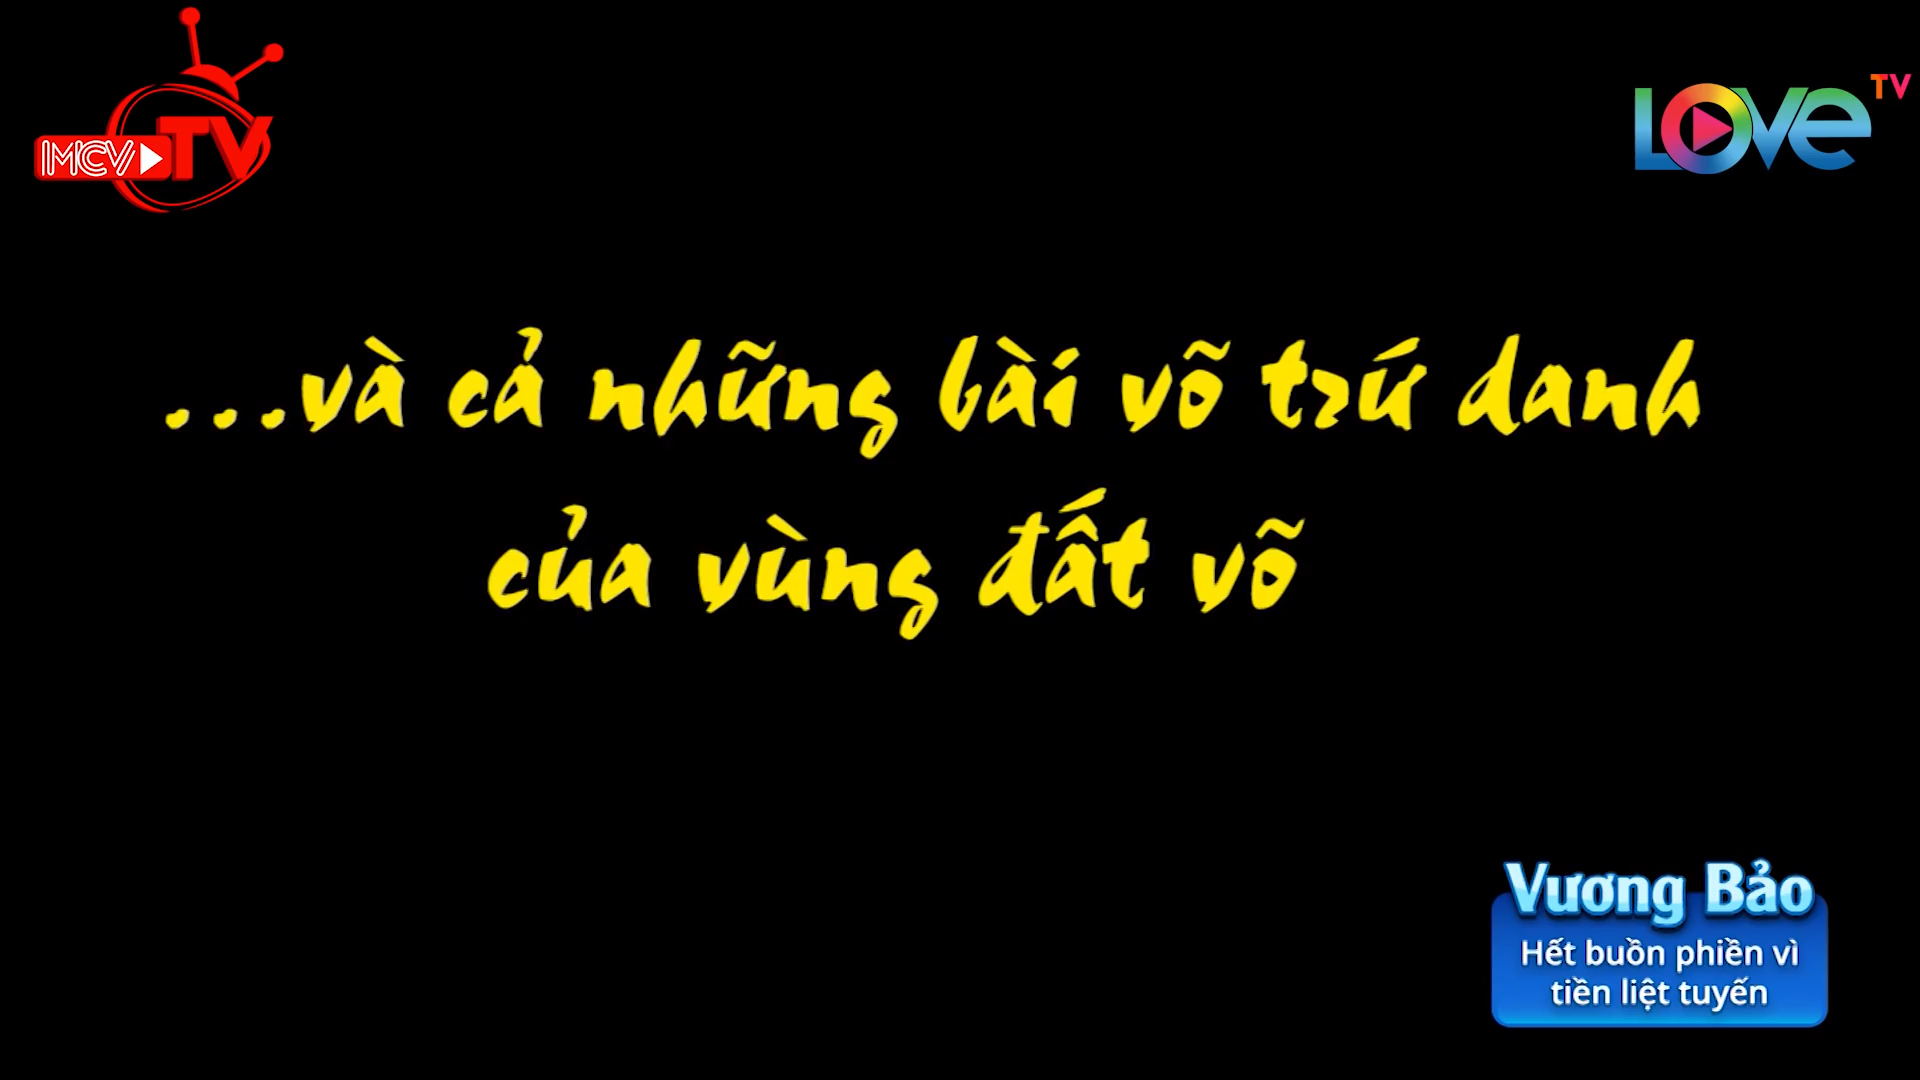 MCV TV
LOVE TV
...và cả những bài võ trứ danh
của vùng đất võ
Vương Bảo
Hết buồn phiền vì
tiền liệt tuyến